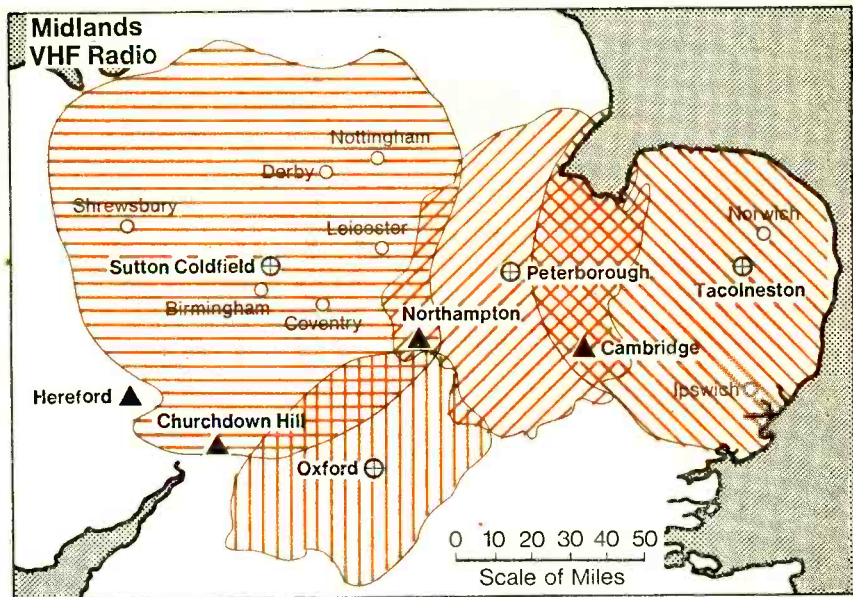 Midlands
VHF Radio
Nottingham
Derby
Shrewsbury
Leicester
Norwich
Sutton Coldfield
Peterborough
Tacolneston
Birmingham
Coventry
Northampton
Cambridge
Hereford
Ipswich
Churchdown Hill
Oxford
0 10 20 30 40 50
Scale of Miles